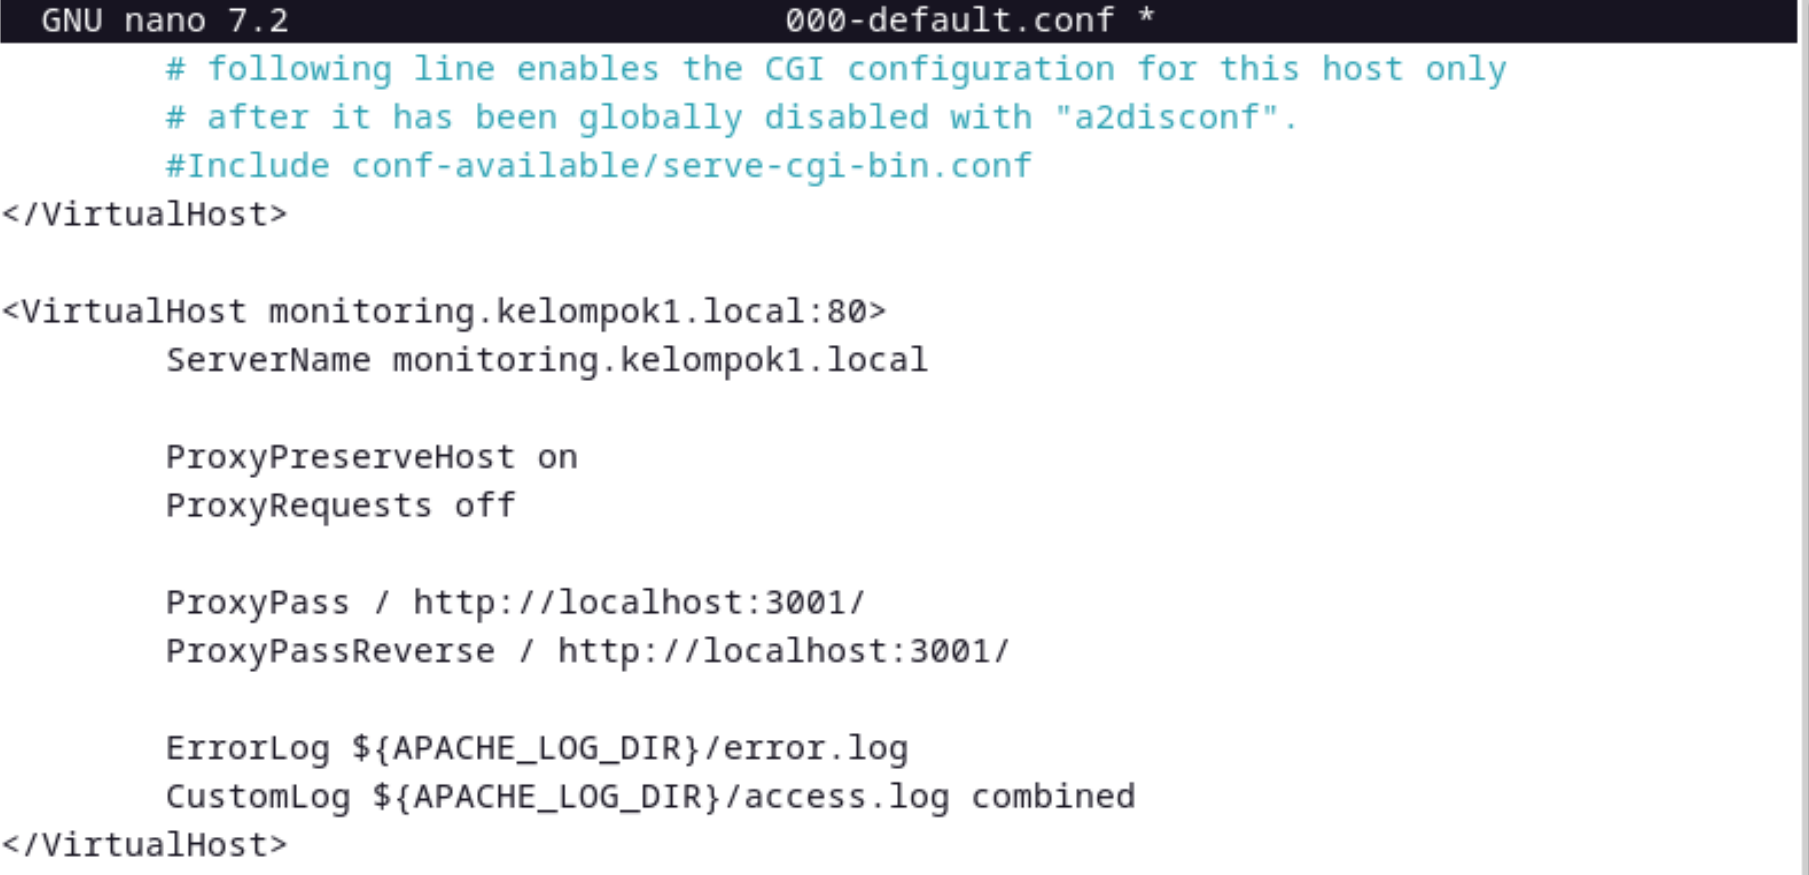 GNU nano 7.2 000-default.conf *
# following line enables the CGI configuration for this host only
# after it has been globally disabled with "a2disconf".
#Include conf-available/serve-cgi-bin.conf
</VirtualHost>
<VirtualHost monitoring.kelompok1.local:80>
ServerName monitoring.kelompok1.local
ProxyPreserveHost on
ProxyRequests off
ProxyPass / http://localhost:3001/
ProxyPassReverse / http://localhost:3001/
ErrorLog ${APACHE_LOG_DIR}/error.log
CustomLog ${APACHE_LOG_DIR}/access.log combined
</VirtualHost>